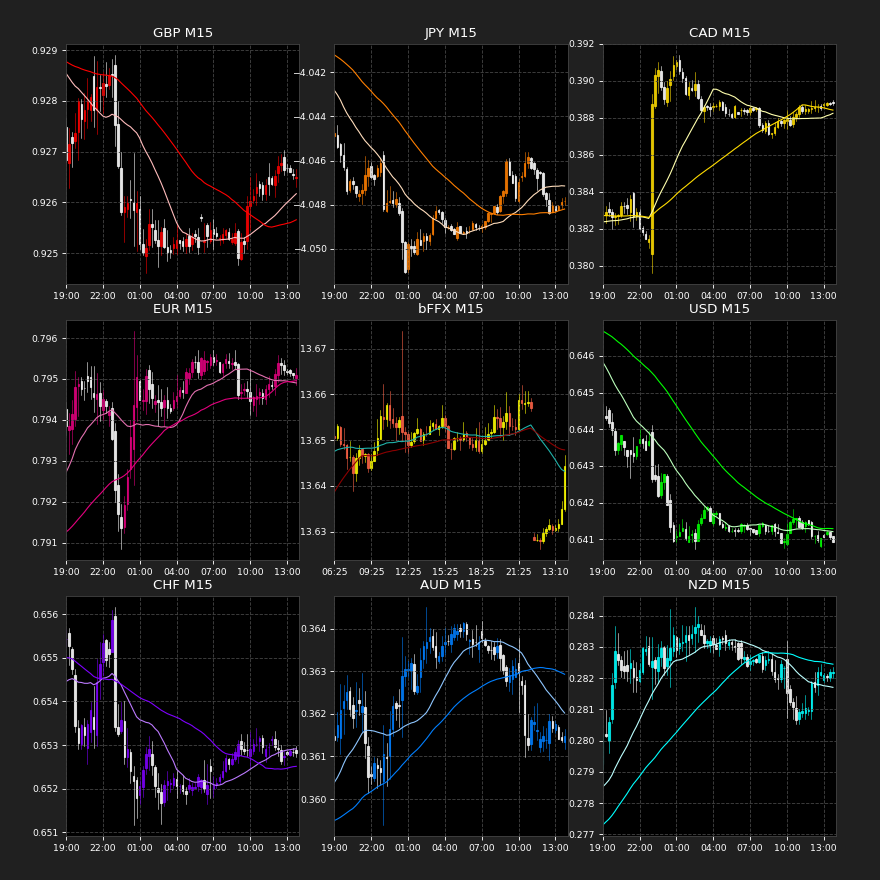 GBP M15
JPY M15
CAD M15
0.929
0.928
0.927
0.926
0.925
−4.042
−4.044
−4.046
−4.048
−4.050
0.392
0.390
0.388
0.386
0.384
0.382
0.380
19:00 22:00 01:00 04:00 07:00 10:00 13:00
19:00 22:00 01:00 04:00 07:00 10:00 13:00
19:00 22:00 01:00 04:00 07:00 10:00 13:00
EUR M15
bFFX M15
USD M15
0.796
0.795
0.794
0.793
0.792
0.791
13.67
13.66
13.65
13.64
13.63
0.646
0.645
0.644
0.643
0.642
0.641
19:00 22:00 01:00 04:00 07:00 10:00 13:00
06:25 09:25 12:25 15:25 18:25 21:25 13:10
19:00 22:00 01:00 04:00 07:00 10:00 13:00
CHF M15
AUD M15
NZD M15
0.656
0.655
0.654
0.653
0.652
0.651
0.364
0.363
0.362
0.361
0.360
0.284
0.283
0.282
0.281
0.280
0.279
0.278
0.277
19:00 22:00 01:00 04:00 07:00 10:00 13:00
19:00 22:00 01:00 04:00 07:00 10:00 13:00
19:00 22:00 01:00 04:00 07:00 10:00 13:00